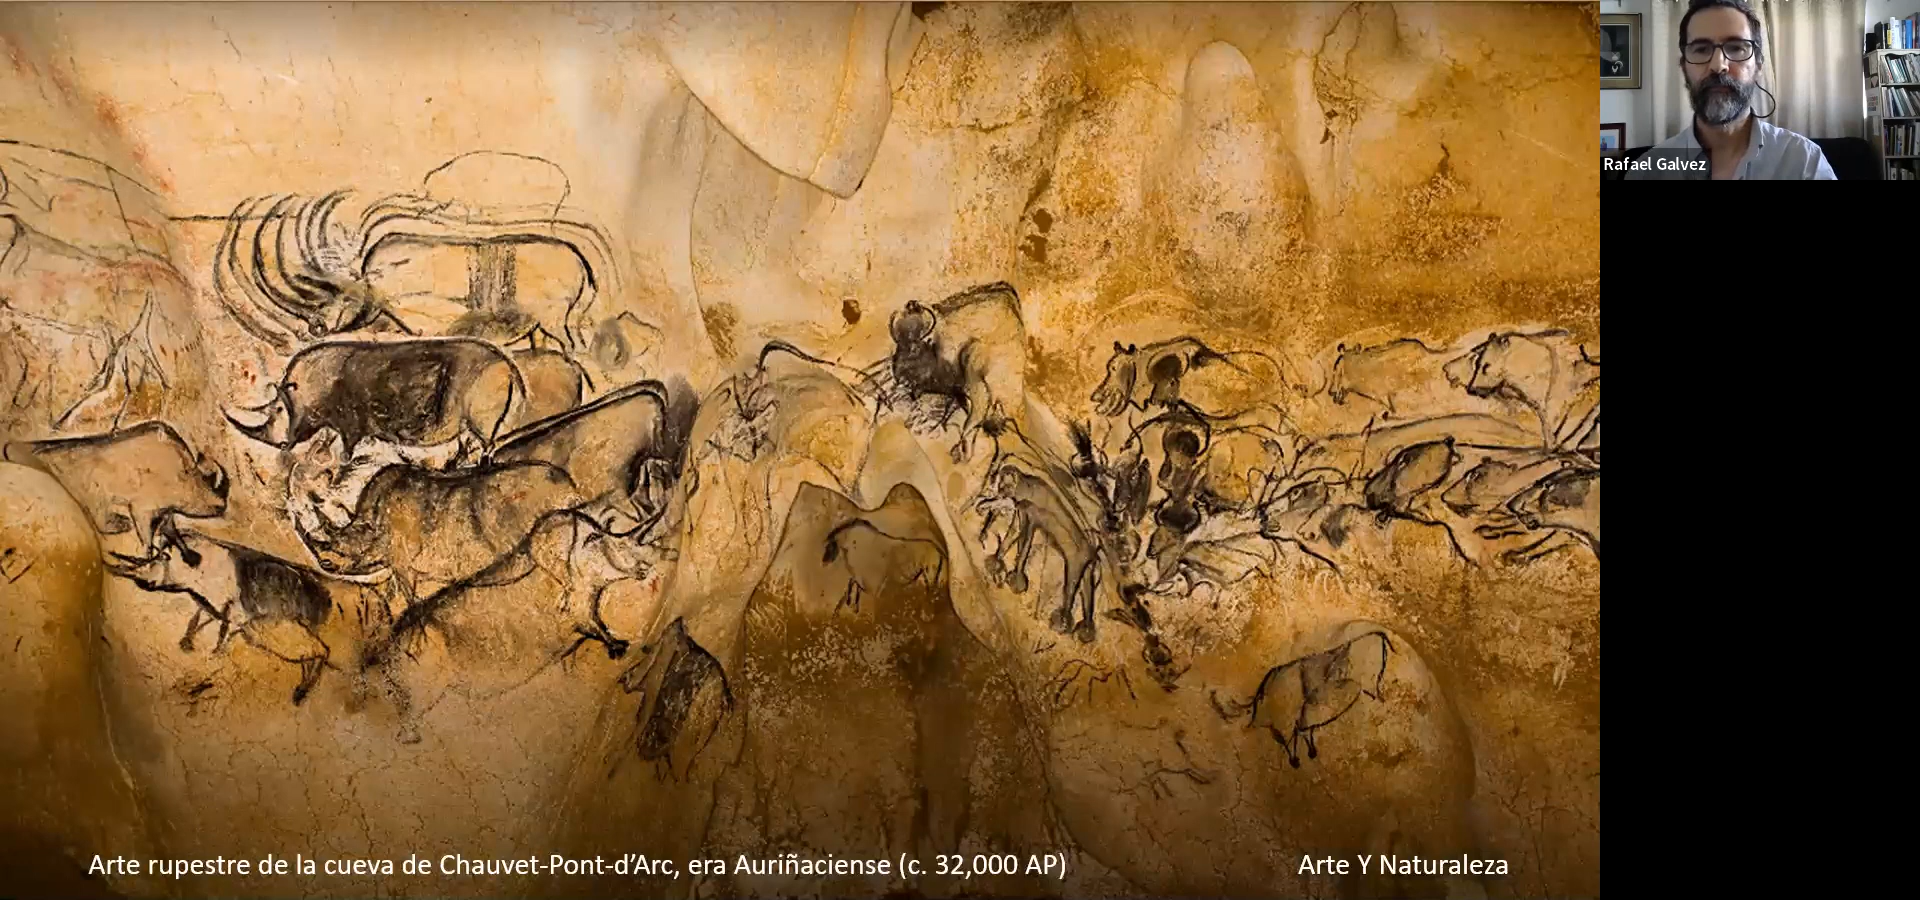 Rafael Galvez
Arte rupestre de la cueva de Chauvet-Pont-d’Arc, era Auriñaciense (c. 32,000 AP)
Arte Y Naturaleza